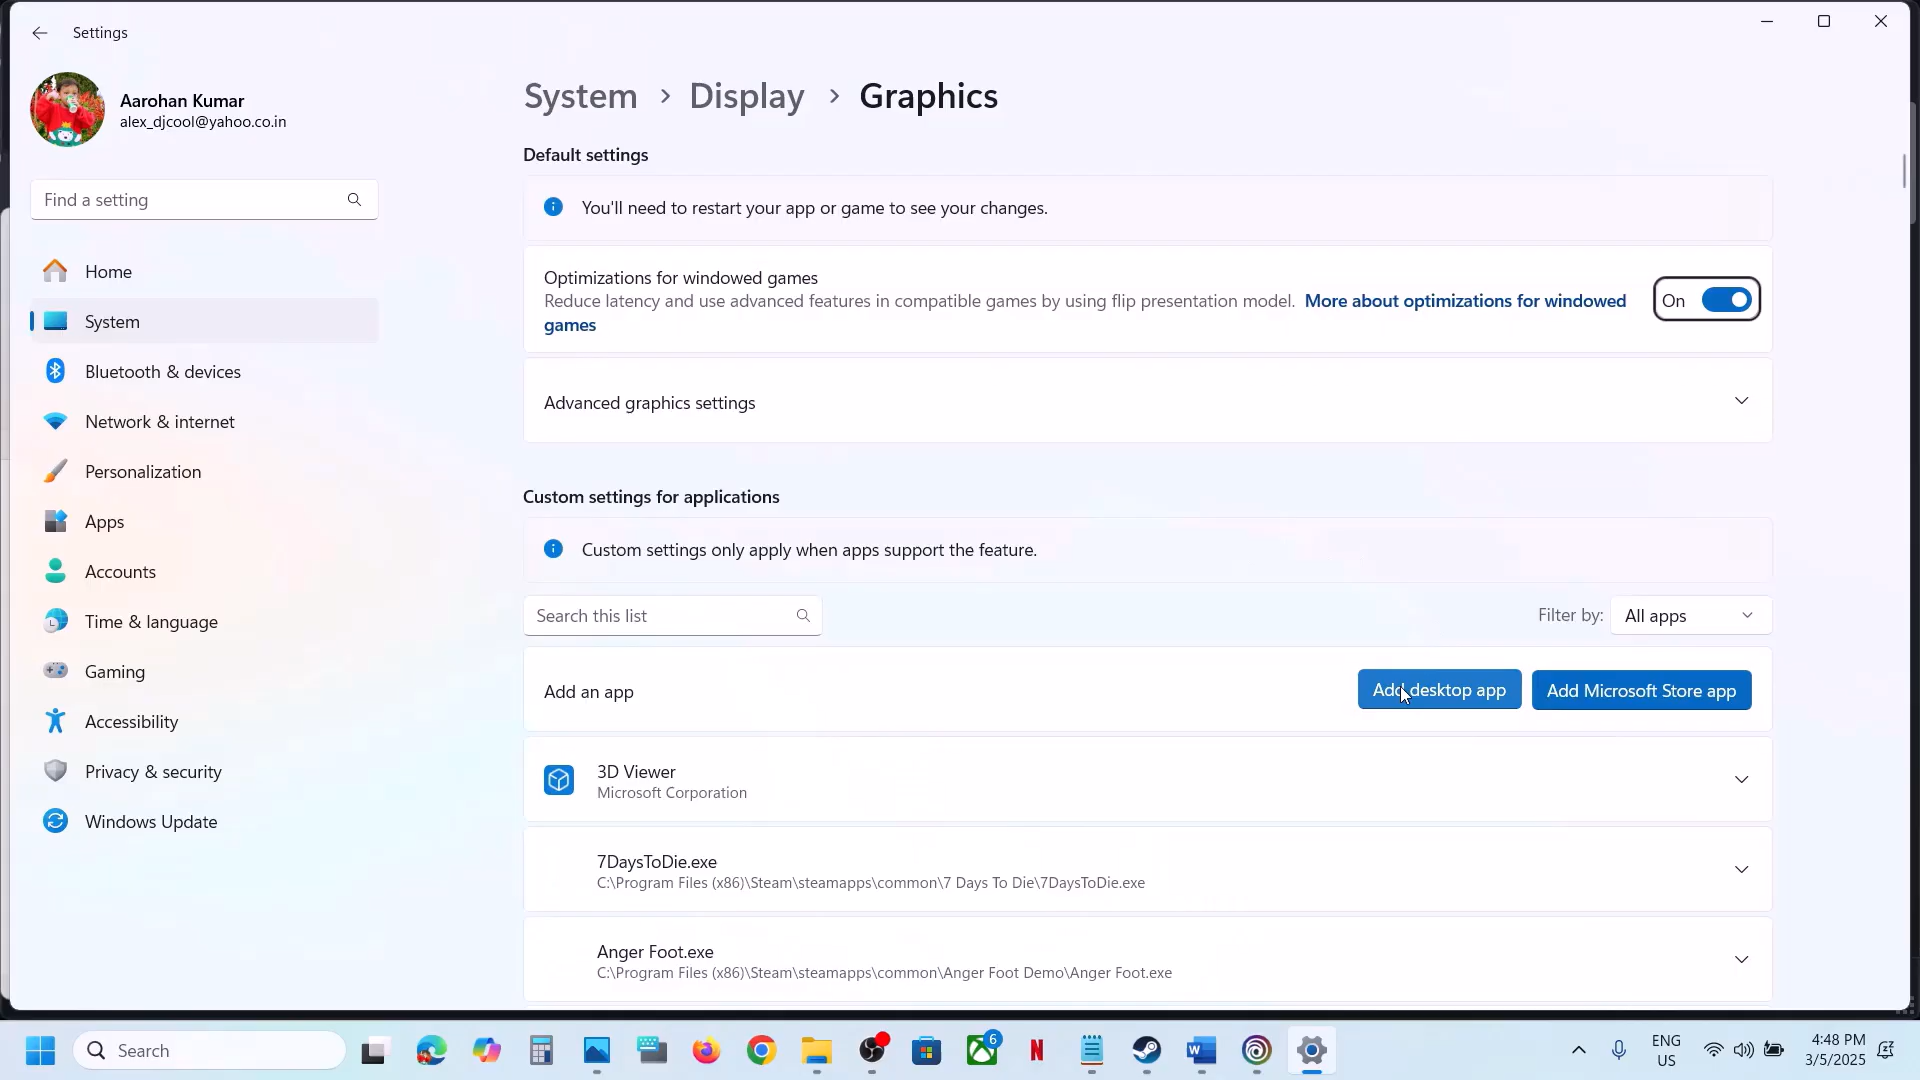 Settings
Aarohan Kumar
alex_djcool@yahoo.co.in
Find a setting
Home
System
Bluetooth & devices
Network & internet
Personalization
Apps
Accounts
Time & language
Gaming
Accessibility
Privacy & security
Windows Update
System > Display > Graphics
Default settings
You'll need to restart your app or game to see your changes.
Optimizations for windowed games
Reduce latency and use advanced features in compatible games by using flip presentation model. More about optimizations for windowed
games
On
Advanced graphics settings
Custom settings for applications
Custom settings only apply when apps support the feature.
Search this list
Filter by: All apps
Add an app
Add desktop app
Add Microsoft Store app
3D Viewer
Microsoft Corporation
7DaysToDie.exe
C:\Program Files (x86)\Steam\steamapps\common\7 Days To Die\7DaysToDie.exe
Anger Foot.exe
C:\Program Files (x86)\Steam\steamapps\common\Anger Foot Demo\Anger Foot.exe
Search
6
ENG
US
4:48 PM
3/5/2025